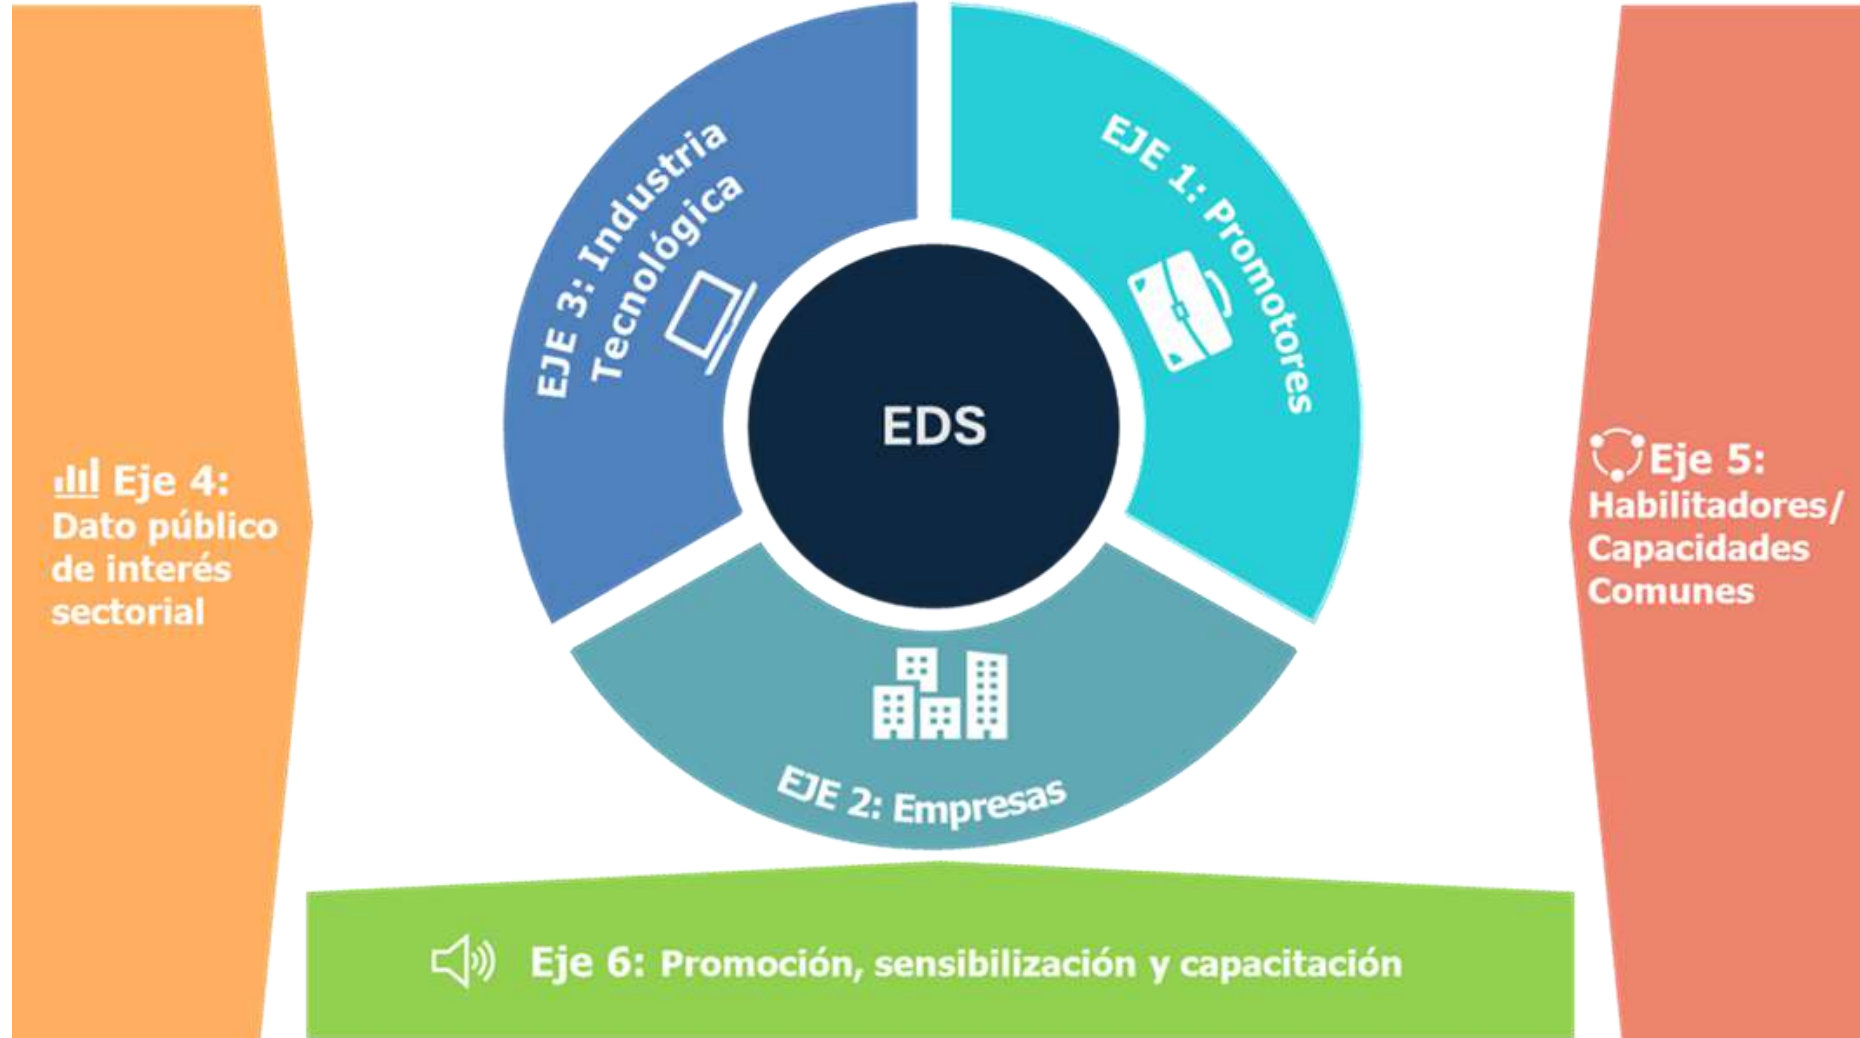 EJE 3: Industria
Tecnológica
EJE 1: Promotores
EDS
EJE 2: Empresas
Eje 4:
Dato público
de interés
sectorial
Eje 5:
Habilitadores/
Capacidades
Comunes
Eje 6: Promoción, sensibilización y capacitación